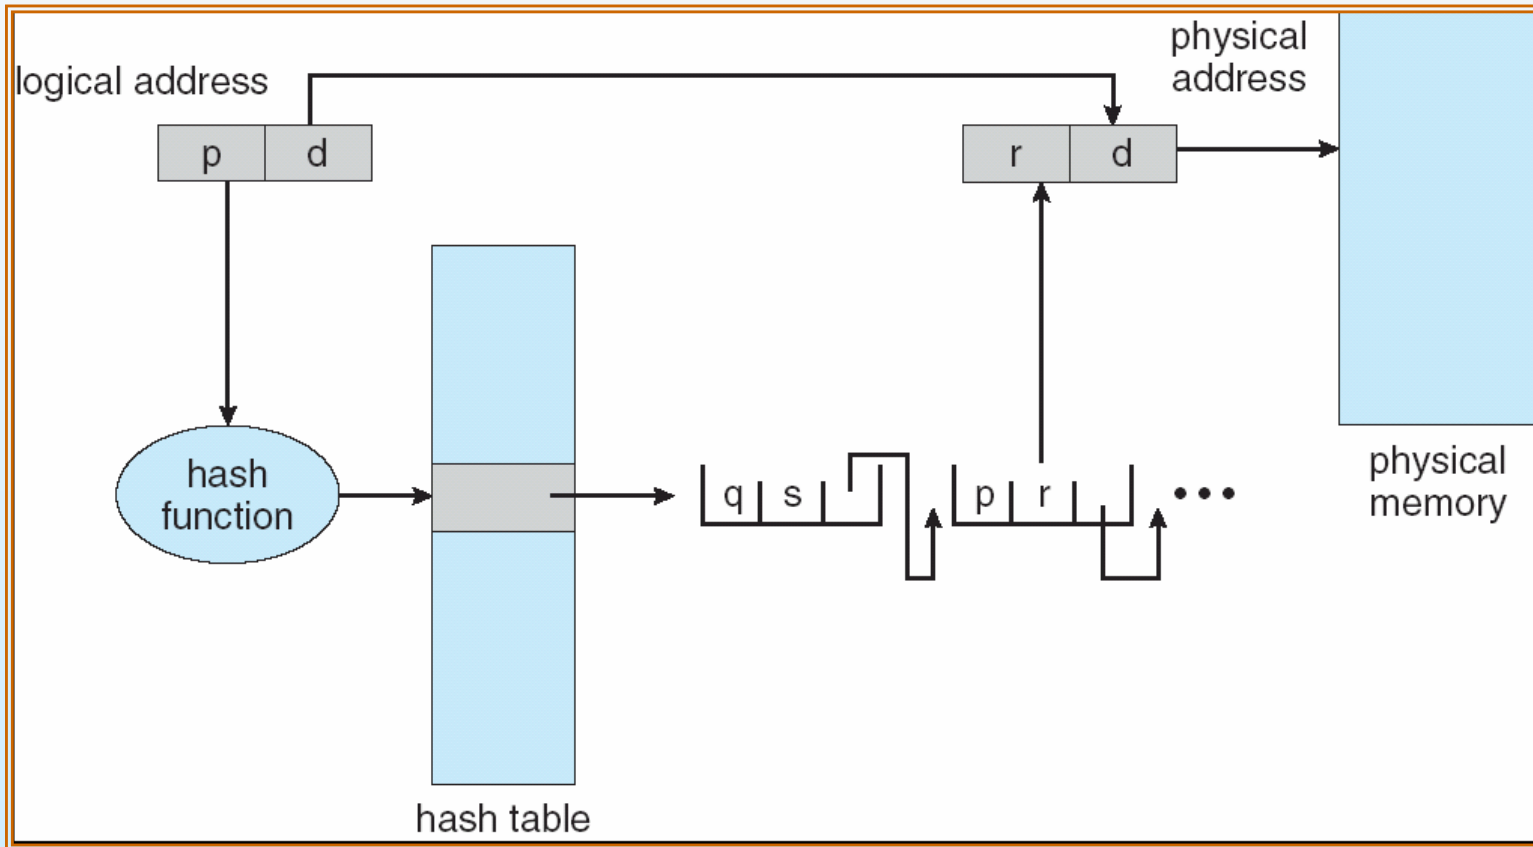 physical
address
logical address
p d
r d
hash
function
q s
p r
•••
physical
memory
hash table